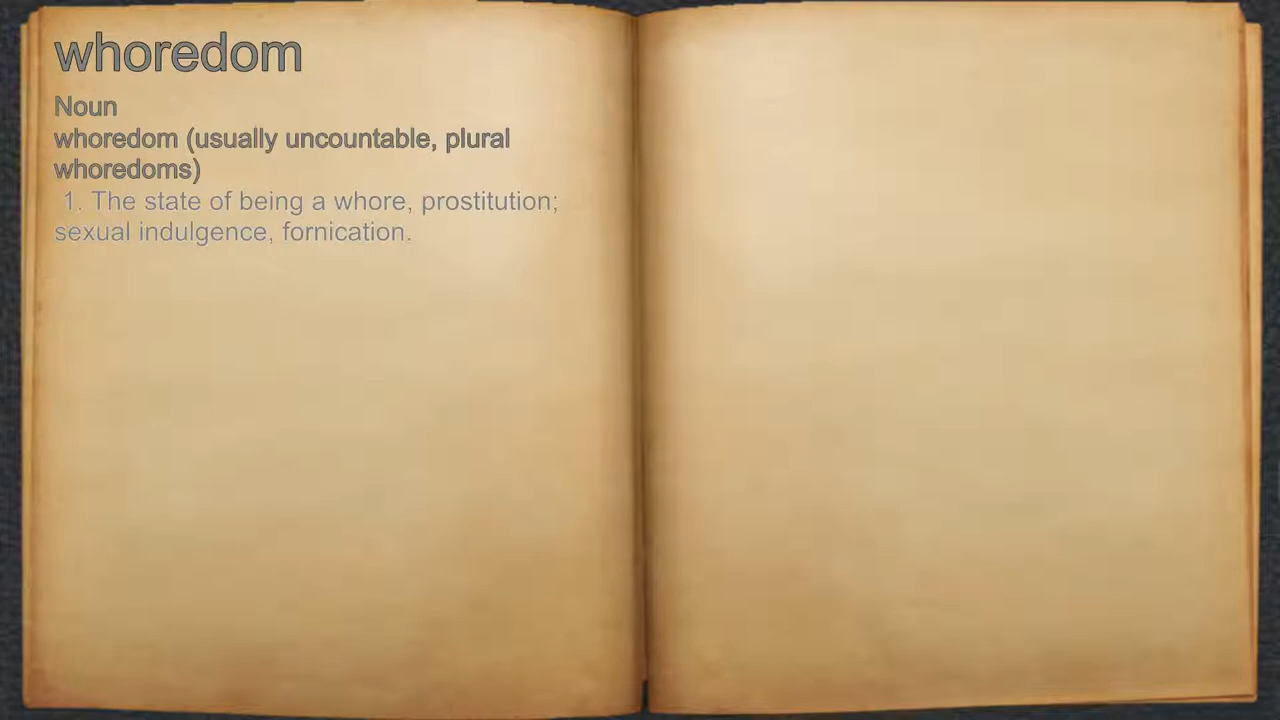 whoredom
Noun
whoredom (usually uncountable, plural
whoredoms)
1. The state of being a whore, prostitution;
sexual indulgence, fornication.